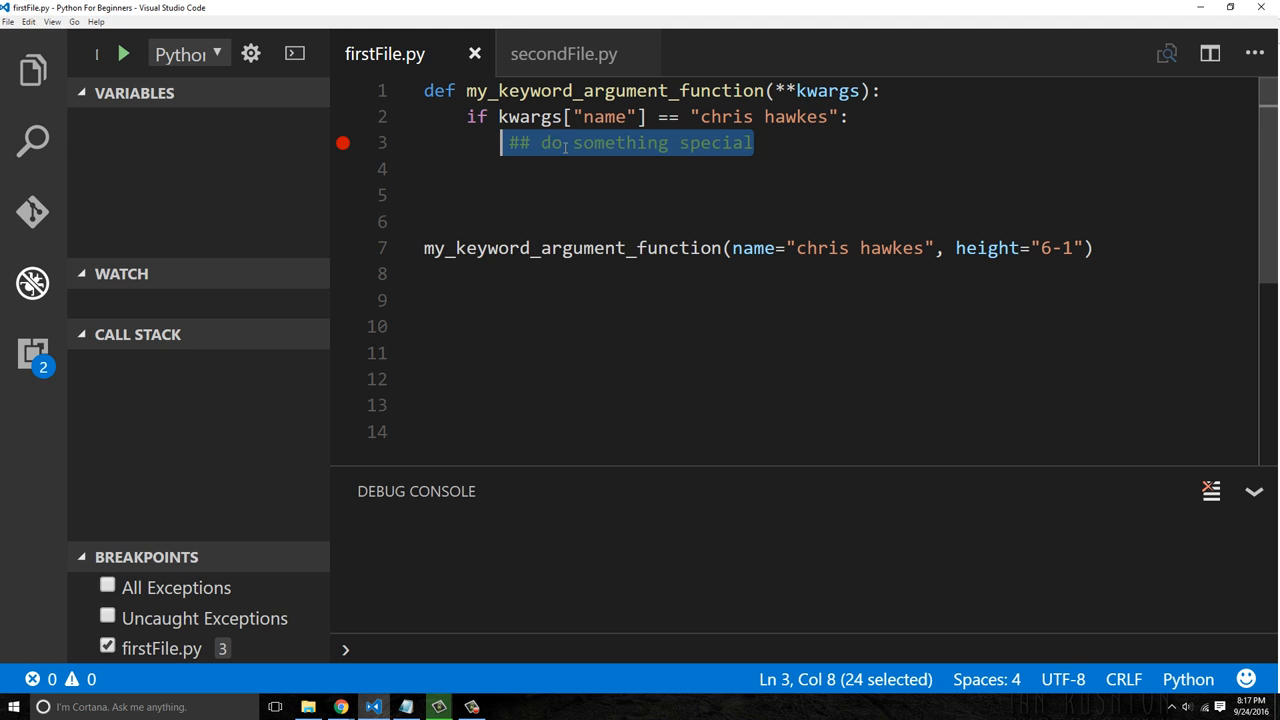 firstFile.py - Python For Beginners - Visual Studio Code
File Edit View Go Help
Python
firstFile.py
secondFile.py
VARIABLES
WATCH
CALL STACK
BREAKPOINTS
All Exceptions
Uncaught Exceptions
firstFile.py 3
2
1 def my_keyword_argument_function(**kwargs):
2 if kwargs["name"] == "chris hawkes":
3 ## do something special
4
5
6
7 my_keyword_argument_function(name="chris hawkes", height="6-1")
8
9
10
11
12
13
14
DEBUG CONSOLE
0 0
Ln 3, Col 8 (24 selected) Spaces: 4 UTF-8 CRLF Python
I'm Cortana. Ask me anything.
8:17 PM
9/24/2016